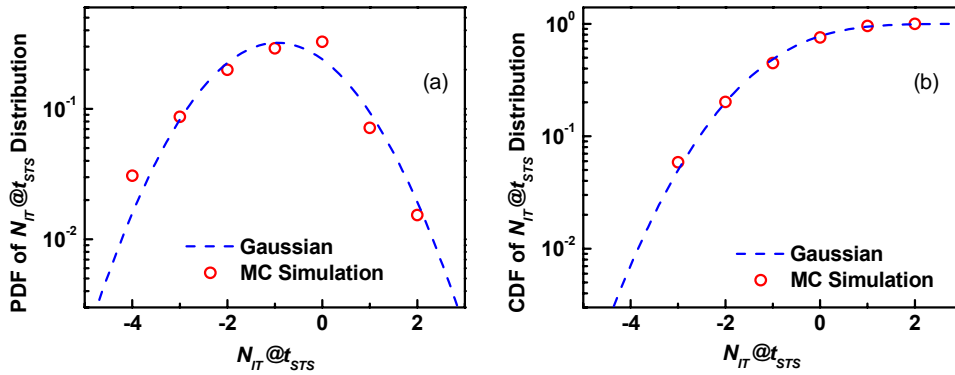 PDF of N_IT@t_STS Distribution
10^-1
10^-2
(a)
Gaussian
MC Simulation
-4 -2 0 2
N_IT@t_STS
CDF of N_IT@t_STS Distribution
10^0
10^-1
10^-2
(b)
Gaussian
MC Simulation
-4 -2 0 2
N_IT@t_STS